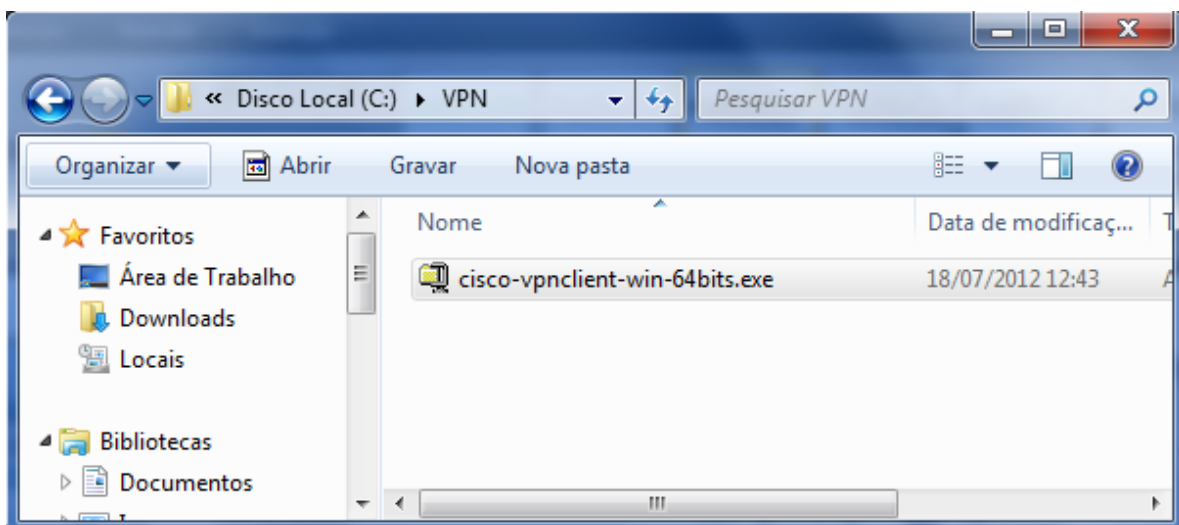 « Disco Local (C:) ▸ VPN
Pesquisar VPN
Organizar
Abrir
Gravar
Nova pasta
Favoritos
Área de Trabalho
Downloads
Locais
Bibliotecas
Documentos
Nome
Data de modificaç...
cisco-vpnclient-win-64bits.exe
18/07/2012 12:43